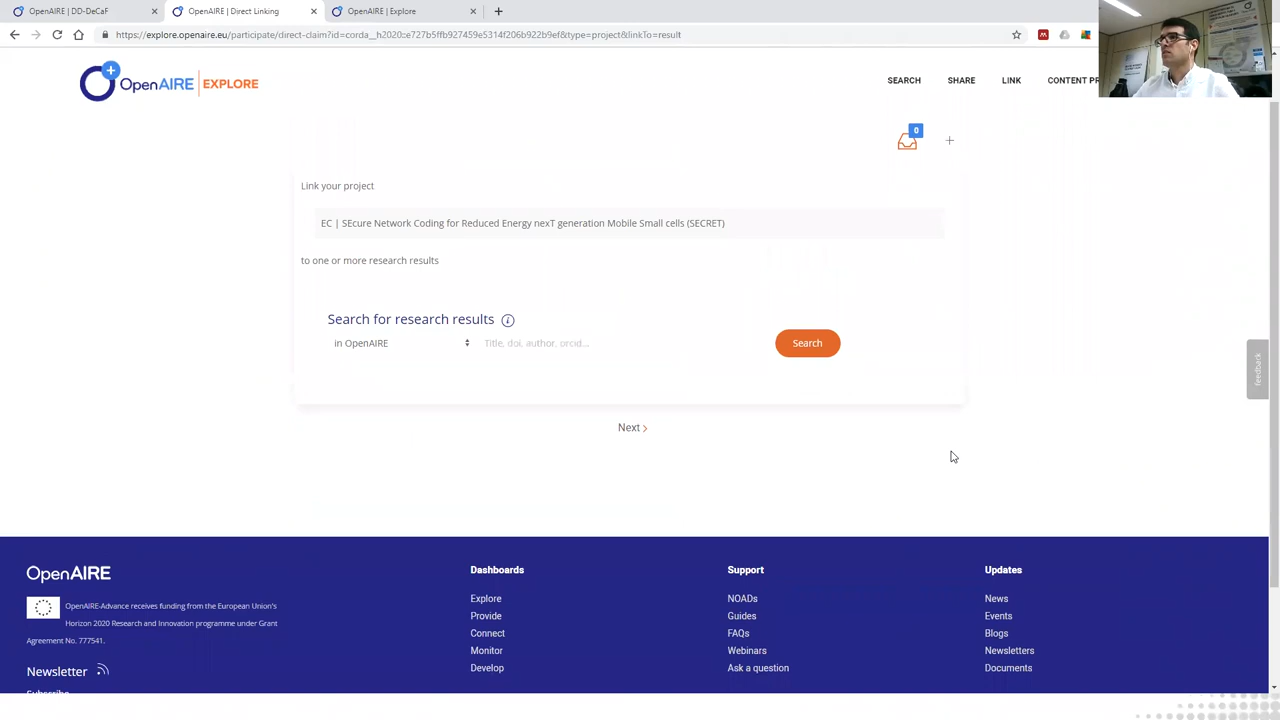 OpenAIRE | DD-DeCaF
OpenAIRE | Direct Linking
OpenAIRE | Explore
https://explore.openaire.eu/participate/direct-claim?id=corda__h2020::ce727b5ffb927459e5314f206b922b9ef&type=project&linkTo=result
OpenAIRE | EXPLORE
SEARCH
SHARE
LINK
CONTENT PR
0
Link your project
EC | SEcure Network Coding for Reduced Energy nexT generation Mobile Small cells (SECRET)
to one or more research results
Search for research results
in OpenAIRE
Title, doi, author, orcid...
Search
feedback
Next
OpenAIRE
OpenAIRE-Advance receives funding from the European Union's
Horizon 2020 Research and Innovation programme under Grant
Agreement No. 777541.
Newsletter
Subscribe
Dashboards
Explore
Provide
Connect
Monitor
Develop
Support
NOADs
Guides
FAQs
Webinars
Ask a question
Updates
News
Events
Blogs
Newsletters
Documents